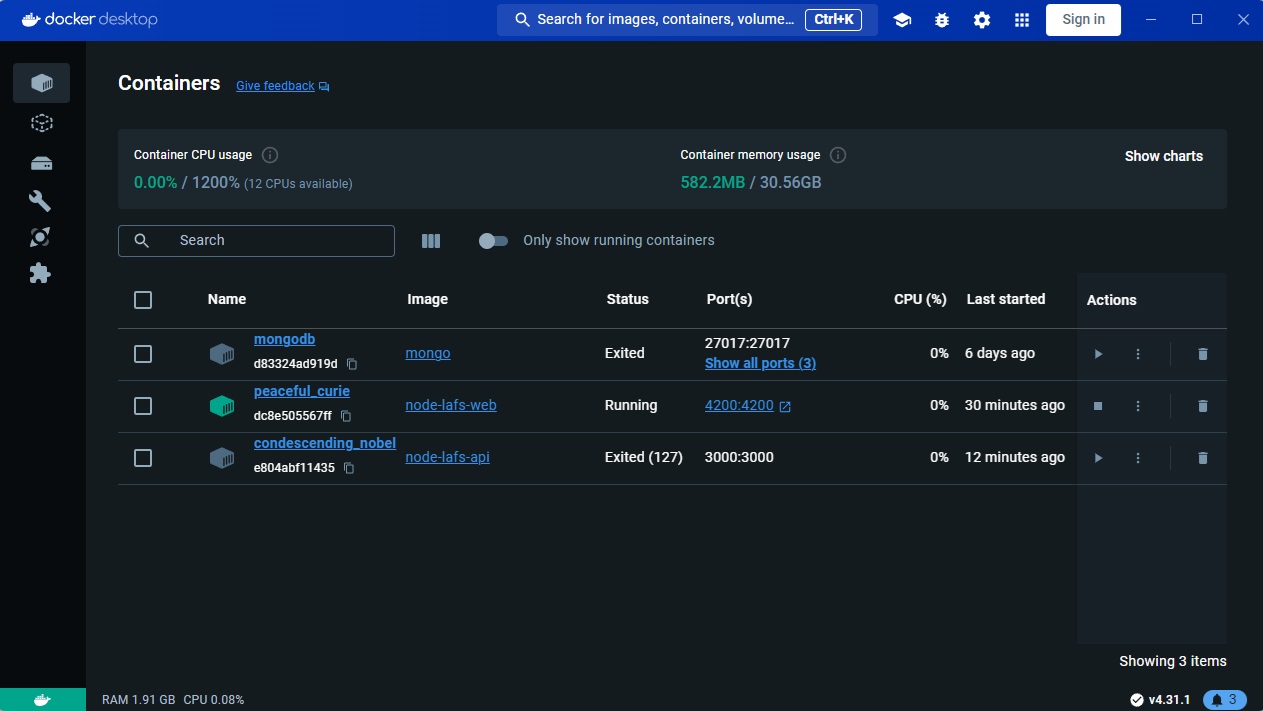 docker desktop
Search for images, containers, volume... Ctrl+K
Sign in
Containers Give feedback
Container CPU usage
0.00% / 1200% (12 CPUs available)
Container memory usage
582.2MB / 30.56GB
Show charts
Search
Only show running containers
Name Image Status Port(s) CPU (%) Last started Actions
mongodb
d83324ad919d
mongo Exited
27017:27017
Show all ports (3)
0% 6 days ago
peaceful_curie
dc8e505567ff
node-lafs-web Running 4200:4200 0% 30 minutes ago
condescending_nobel
e804abf11435
node-lafs-api Exited (127) 3000:3000 0% 12 minutes ago
Showing 3 items
RAM 1.91 GB CPU 0.08%
v4.31.1
3